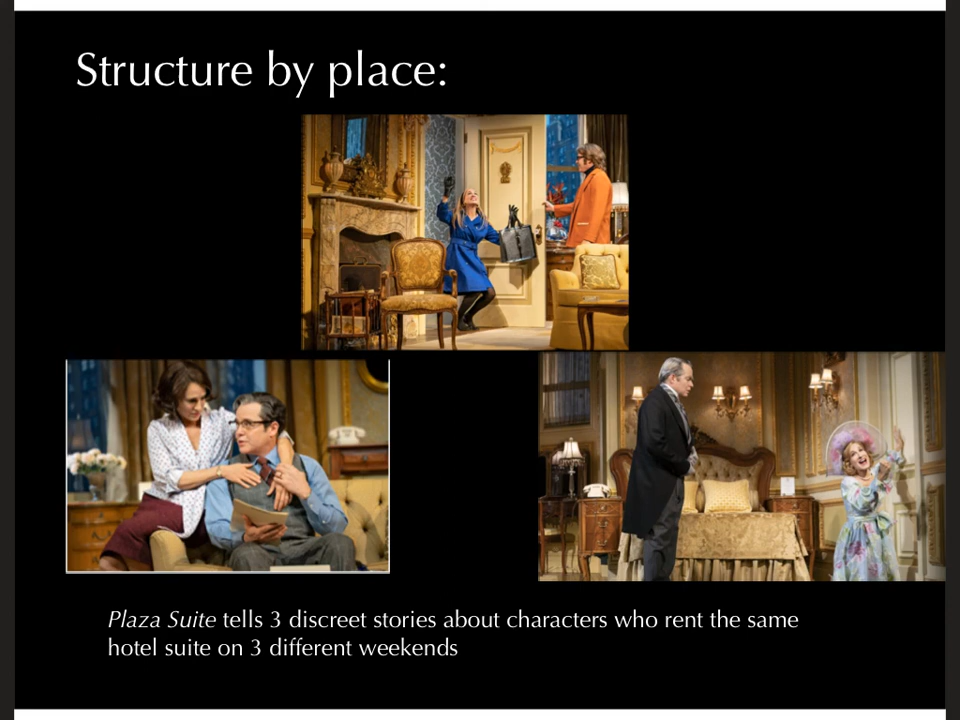 Structure by place:
Plaza Suite tells 3 discreet stories about characters who rent the same
hotel suite on 3 different weekends